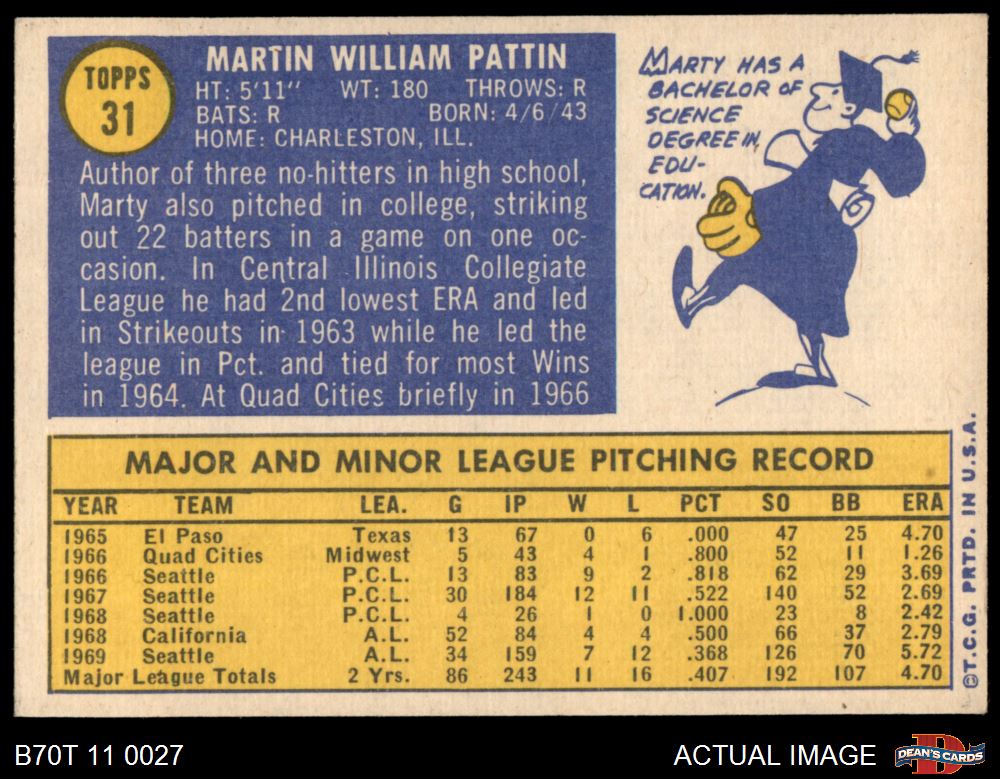 TOPPS
31
MARTIN WILLIAM PATTIN
HT: 5'11" WT: 180 THROWS: R
BATS: R BORN: 4/6/43
HOME: CHARLESTON, ILL.
Author of three no-hitters in high school,
Marty also pitched in college, striking
out 22 batters in a game on one oc-
casion. In Central Illinois Collegiate
League he had 2nd lowest ERA and led
in Strikeouts in 1963 while he led the
league in Pct. and tied for most Wins
in 1964. At Quad Cities briefly in 1966
MARTY HAS A
BACHELOR OF
SCIENCE
DEGREE IN
EDU-
CATION.
MAJOR AND MINOR LEAGUE PITCHING RECORD
YEAR TEAM LEA. G IP W L PCT SO BB ERA
1965 El Paso Texas 13 67 0 6 .000 47 25 4.70
1966 Quad Cities Midwest 5 43 4 1 .800 52 11 1.26
1966 Seattle P.C.L. 13 83 9 2 .818 62 29 3.69
1967 Seattle P.C.L. 30 184 12 11 .522 140 52 2.69
1968 Seattle P.C.L. 4 26 1 0 1.000 23 8 2.42
1968 California A.L. 52 84 4 4 .500 66 37 2.79
1969 Seattle A.L. 34 159 7 12 .368 126 70 5.72
Major League Totals 2 Yrs. 86 243 11 16 .407 192 107 4.70
©T.C.G. PRTD. IN U.S.A.
B70T 11 0027
ACTUAL IMAGE
D
DEAN'S CARDS